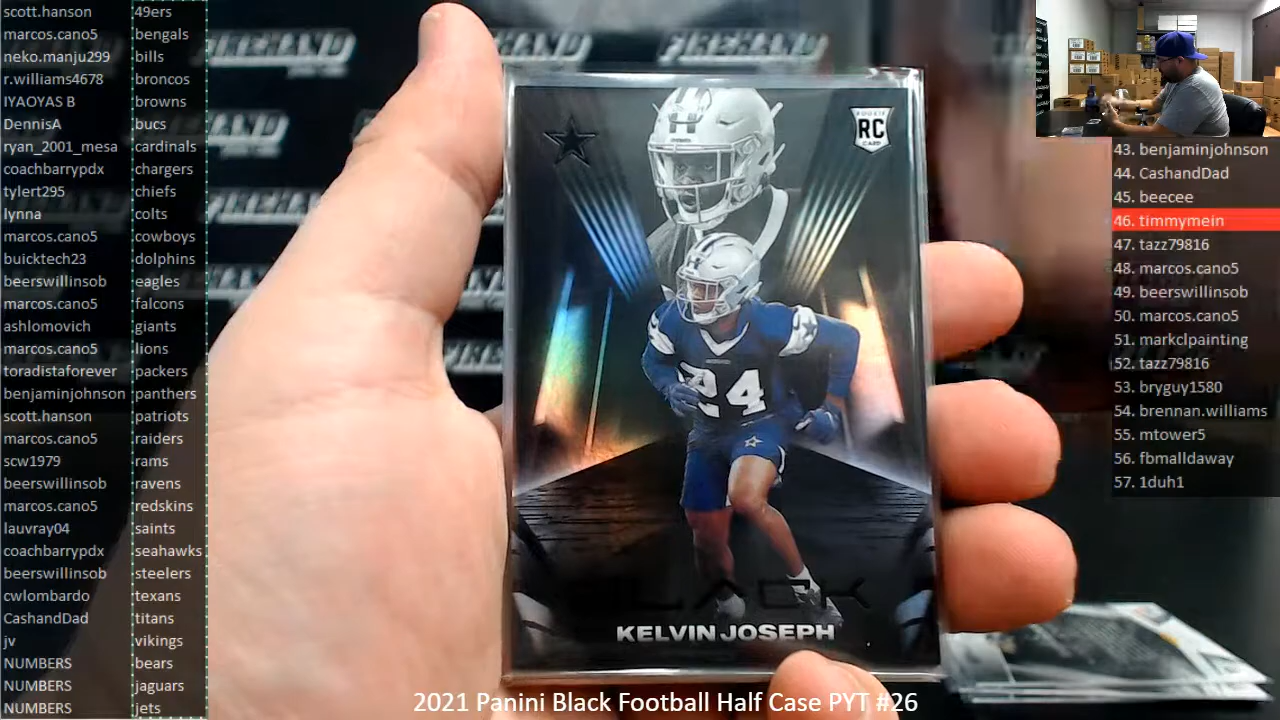 scott.hanson 49ers
marcos.cano5 bengals
neko.manju299 bills
r.williams4678 broncos
IYAOYAS B browns
DennisA bucs
ryan_2001_mesa cardinals
coachbarrypdx chargers
tylert295 chiefs
lynna colts
marcos.cano5 cowboys
buicktech23 dolphins
beerswillinsob eagles
marcos.cano5 falcons
ashlomovich giants
marcos.cano5 lions
toradistaforever packers
benjaminjohnson panthers
scott.hanson patriots
marcos.cano5 raiders
scw1979 rams
beerswillinsob ravens
marcos.cano5 redskins
lauvray04 saints
coachbarrypdx seahawks
beerswillinsob steelers
cwlombardo texans
CashandDad titans
jv vikings
NUMBERS bears
NUMBERS jaguars
NUMBERS jets
FIREHAND
FIREHAND
FIREHAND
ROOKIE
RC
CARD
24
BLACK
KELVIN JOSEPH
43. benjaminjohnson
44. CashandDad
45. beecee
46. timmymein
47. tazz79816
48. marcos.cano5
49. beerswillinsob
50. marcos.cano5
51. markclpainting
52. tazz79816
53. bryguy1580
54. brennan.williams
55. mtower5
56. fbmalldaway
57. 1duh1
2021 Panini Black Football Half Case PYT #26